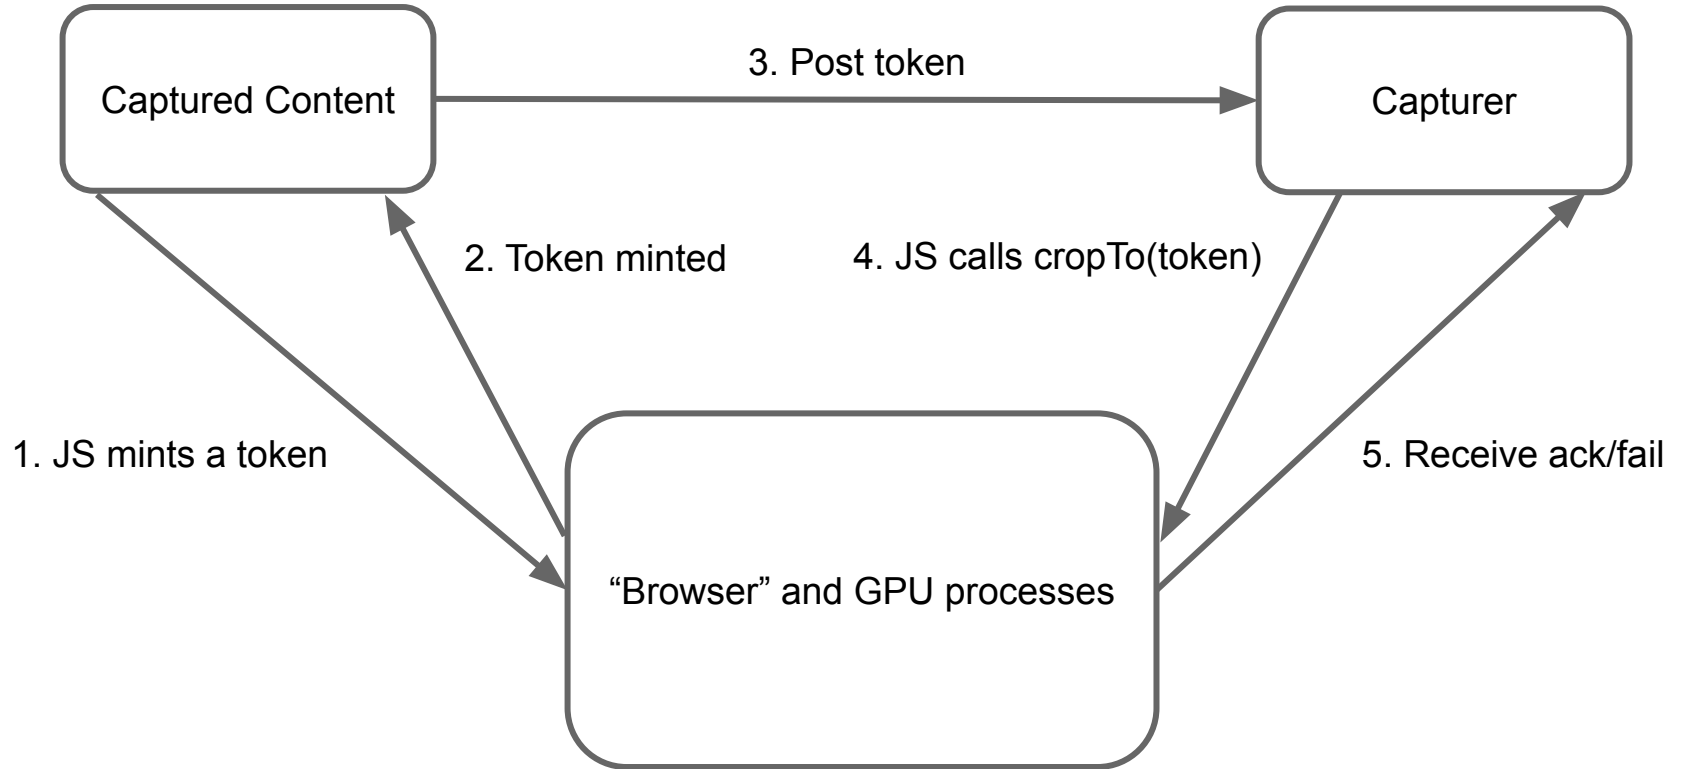 3. Post token
Captured Content
Capturer
2. Token minted
4. JS calls cropTo(token)
1. JS mints a token
5. Receive ack/fail
“Browser” and GPU processes